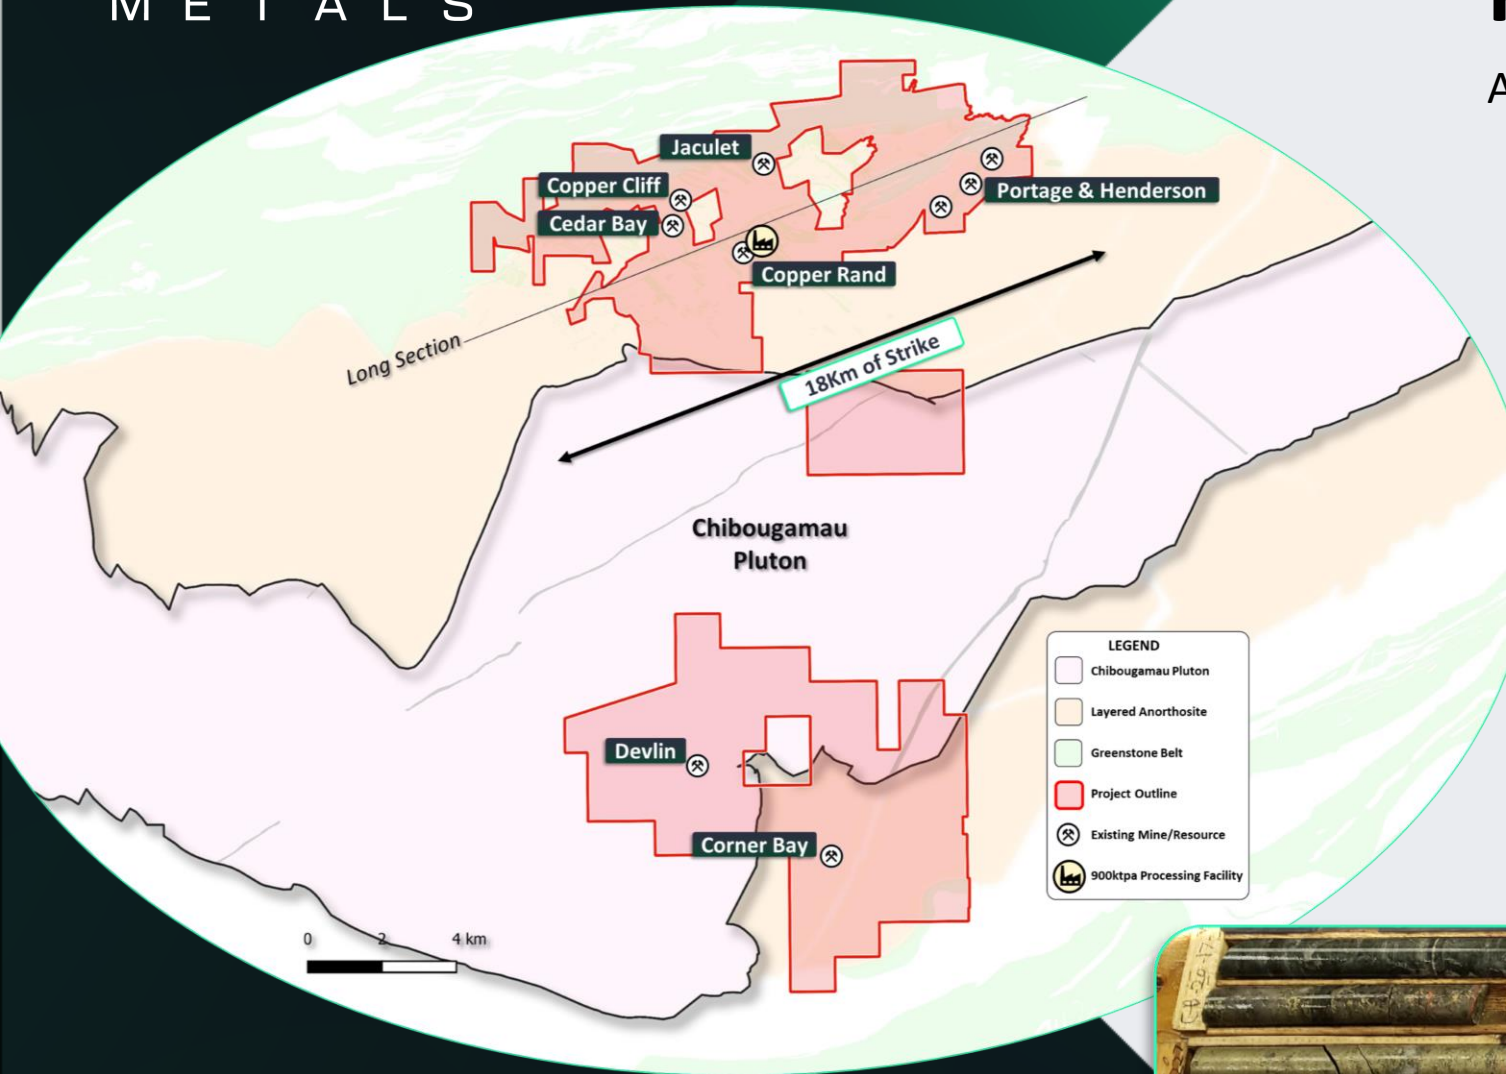 METALS
A
Jaculet
Copper Cliff
Portage & Henderson
Cedar Bay
Copper Rand
Long Section
18Km of Strike
Chibougamau
Pluton
LEGEND
Chibougamau Pluton
Layered Anorthosite
Greenstone Belt
Project Outline
Existing Mine/Resource
900ktpa Processing Facility
Devlin
Corner Bay
0 2 4 km